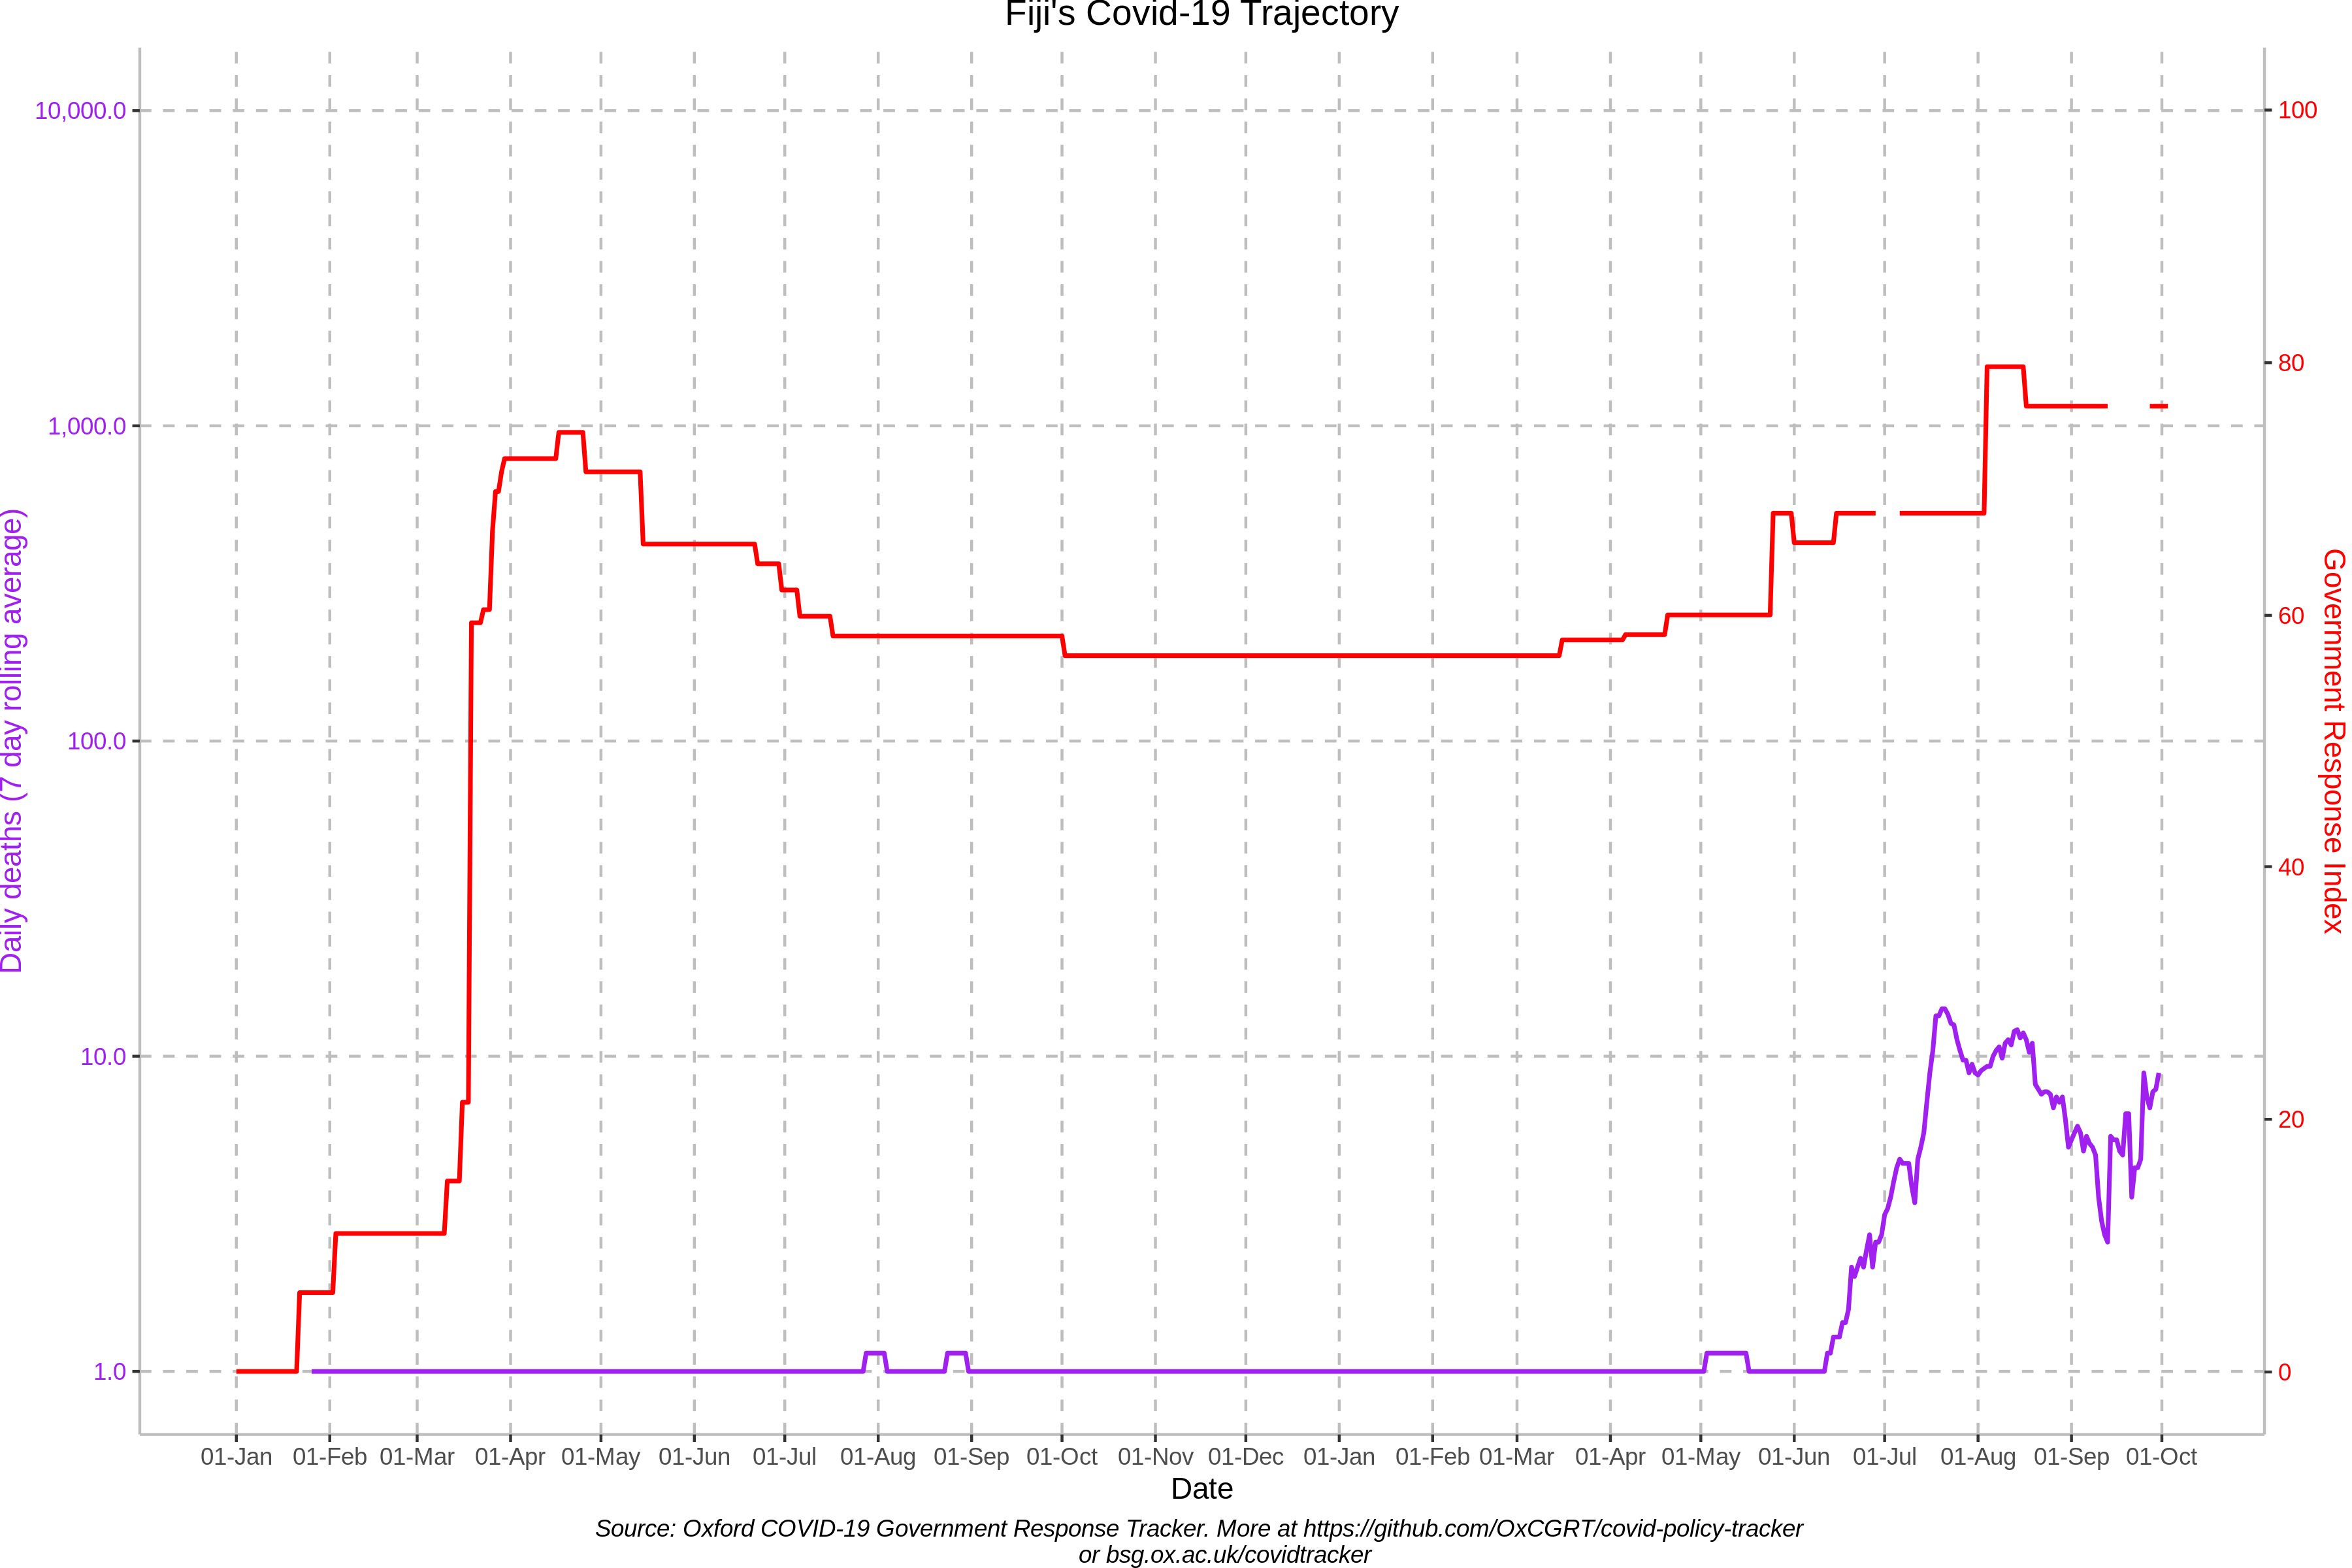 Fiji's Covid-19 Trajectory
10,000.0
1,000.0
100.0
10.0
1.0
Daily deaths (7 day rolling average)
100
80
60
40
20
0
Government Response Index
01-Jan 01-Feb 01-Mar 01-Apr 01-May 01-Jun 01-Jul 01-Aug 01-Sep 01-Oct 01-Nov 01-Dec 01-Jan 01-Feb 01-Mar 01-Apr 01-May 01-Jun 01-Jul 01-Aug 01-Sep 01-Oct
Date
Source: Oxford COVID-19 Government Response Tracker. More at https://github.com/OxCGRT/covid-policy-tracker
or bsg.ox.ac.uk/covidtracker